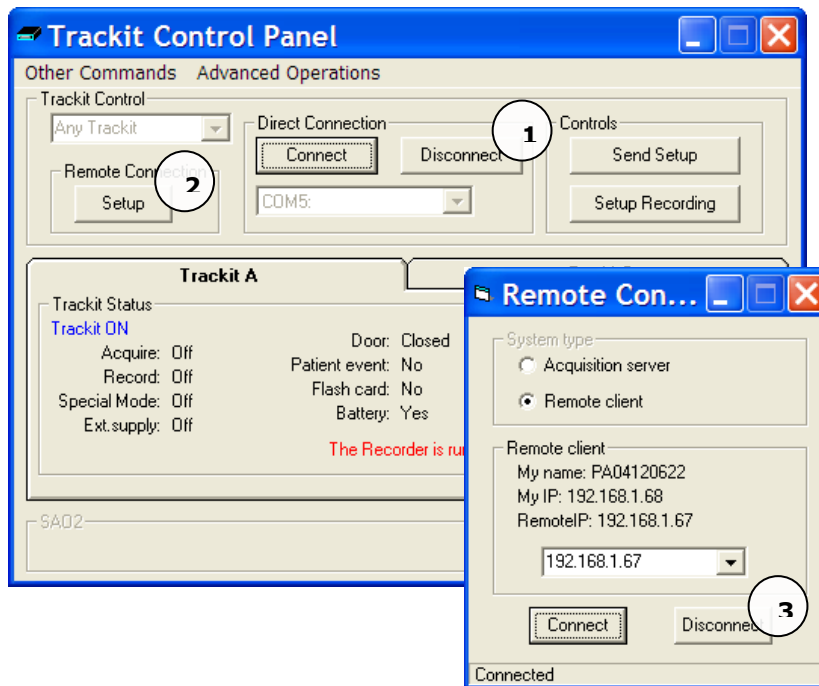 Trackit Control Panel
Other Commands Advanced Operations
Trackit Control
Any Trackit
Direct Connection
1
Controls
Connect
Disconnect
Send Setup
Remote Connection
2
Setup
COM5:
Setup Recording
Trackit A
Trackit Status
Trackit ON
Acquire: Off
Record: Off
Special Mode: Off
Ext.supply: Off
Door: Closed
Patient event: No
Flash card: No
Battery: Yes
The Recorder is
SAO2
Remote Con...
System type
Acquisition server
Remote client
Remote client
My name: PA04120622
My IP: 192.168.1.68
RemoteIP: 192.168.1.67
192.168.1.67
3
Connect
Disconnect
Connected